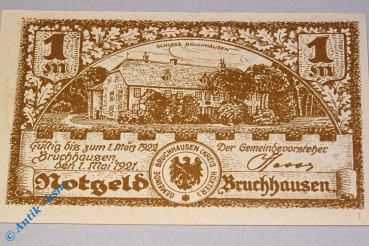 1 M
SCHLOSS BRUCHHAUSEN
1 M
Gültig bis zum 1. März 1922
Der Gemeindevorsteher
Bruchhausen,
den 1. Mai 1921.
GEMEINDE BRUCHHAUSEN (KREIS HÖXTER)
Notgeld
Bruchhausen
© Antik